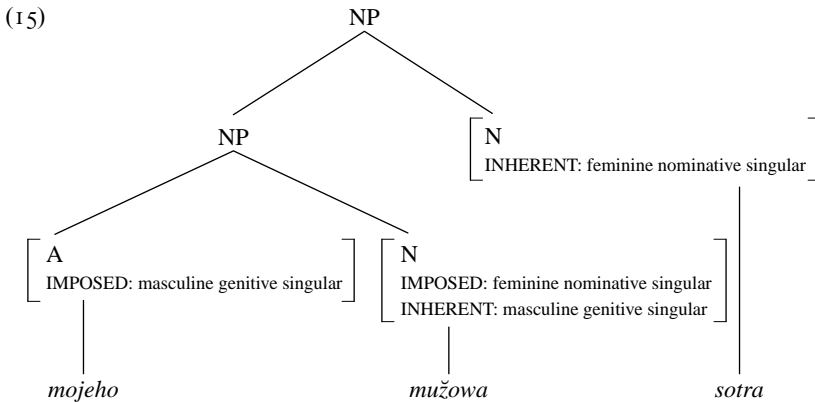 (15)
NP
NP
N
INHERENT: feminine nominative singular
A
IMPOSED: masculine genitive singular
N
IMPOSED: feminine nominative singular
INHERENT: masculine genitive singular
mojeho mužowa sotra